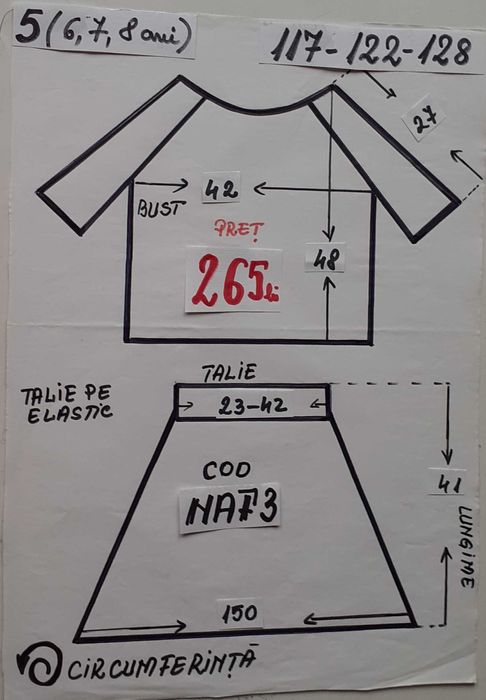 5 (6, 7, 8 ani)
117-122-128
27
42
BUST
PREȚ
265 lei
48
TALIE
TALIE PE
ELASTIC
23-42
COD
NAF3
41
LUNGIME
150
CIRCUMFERINȚĂ